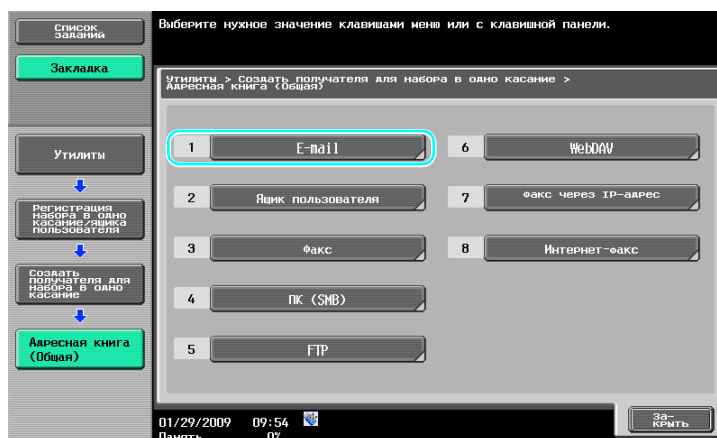 Список
заданий
Закладка
Утилиты
Регистрация
набора в одно
касание/ящика
пользователя
Создать
получателя для
набора в одно
касание
Адресная книга
(Общая)
Выберите нужное значение клавишами меню или с клавишной панели.
Утилиты > Создать получателя для набора в одно касание >
Адресная книга (Общая)
1 E-mail
2 Ящик пользователя
3 Факс
4 ПК (SMB)
5 FTP
6 WebDAV
7 Факс через IP-адрес
8 Интернет-факс
01/29/2009 09:54
Память 0%
За-
крыть